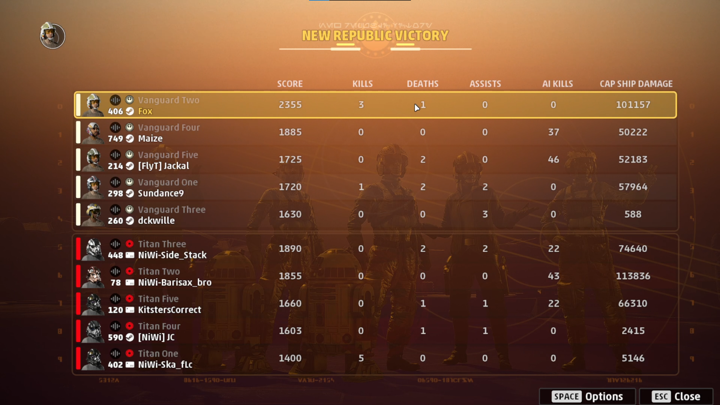 NEW REPUBLIC VICTORY
SCORE KILLS DEATHS ASSISTS AI KILLS CAP SHIP DAMAGE
Vanguard Two
406 Fox 2355 3 1 0 0 101157
Vanguard Four
749 Maize 1885 0 0 0 37 50222
Vanguard Five
214 [FlyT] Jackal 1725 0 2 0 46 52183
Vanguard One
298 Sundance9 1720 1 2 2 0 57964
Vanguard Three
260 dckwille 1630 0 0 3 0 588
Titan Three
448 NiWi-Side_Stack 1890 0 2 2 22 74640
Titan Two
78 NiWi-Barisax_bro 1855 0 0 0 43 113836
Titan Five
120 KitstersCorrect 1660 0 1 1 22 66310
Titan Four
590 [NiWi] JC 1603 0 1 1 0 2415
Titan One
402 NiWi-Ska_flc 1400 5 0 0 0 5146
SPACE Options ESC Close